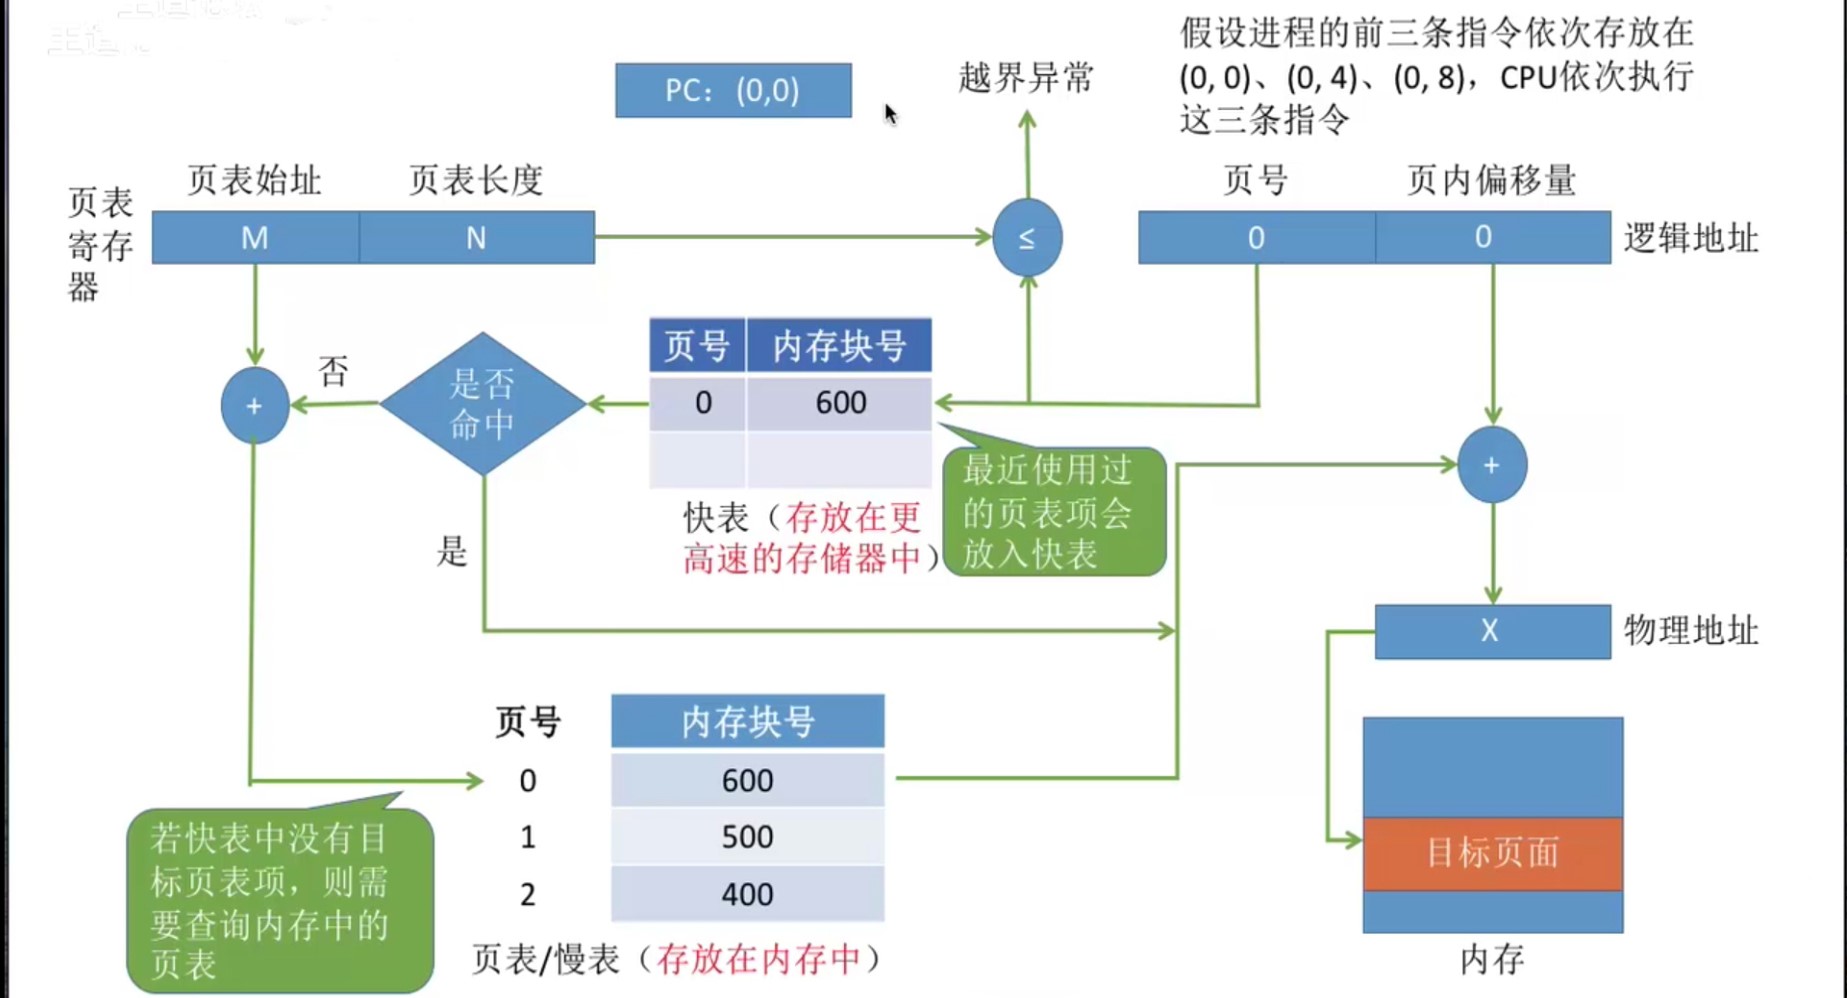 PC：(0,0)
越界异常
假设进程的前三条指令依次存放在
(0, 0)、(0, 4)、(0, 8)，CPU依次执行
这三条指令
页表始址 页表长度
页表
寄存
器
M N
≤
页号 页内偏移量
0 0
逻辑地址
+
否
是否
命中
页号 内存块号
0 600
快表（存放在更
高速的存储器中）
最近使用过
的页表项会
放入快表
+
是
X
物理地址
页号 内存块号
0 600
1 500
2 400
页表/慢表（存放在内存中）
若快表中没有目
标页表项，则需
要查询内存中的
页表
目标页面
内存